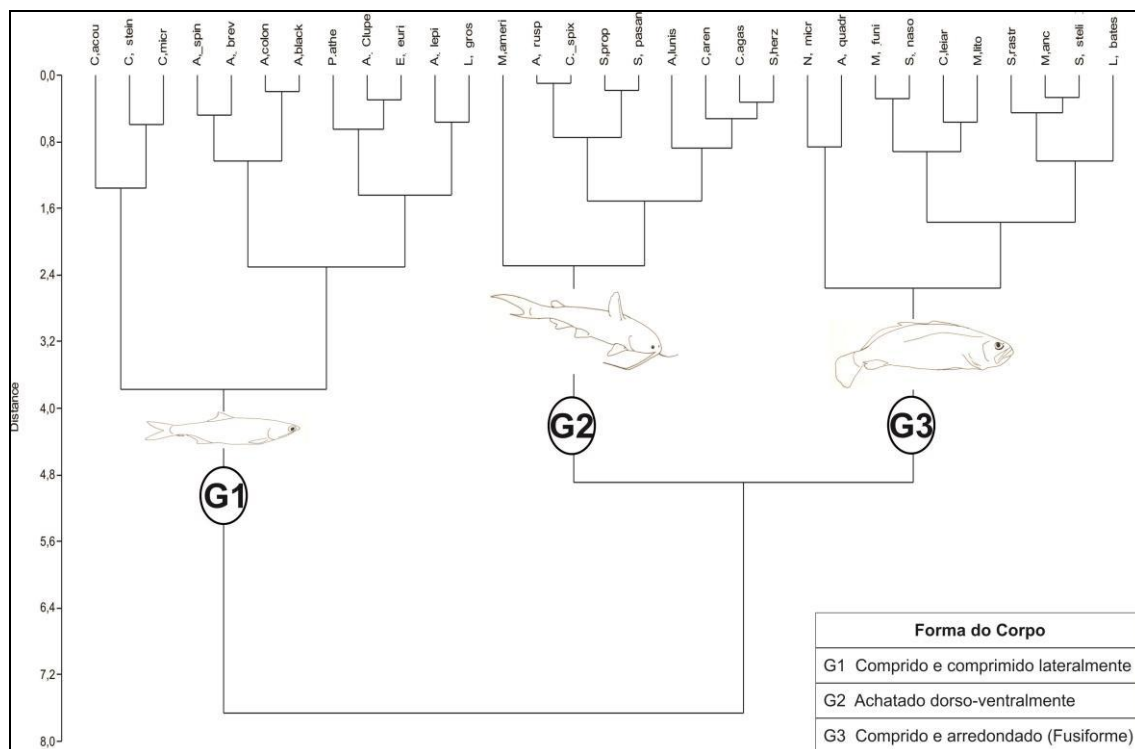 C,acou
C, stein
C,micr
A,_spin
A,_brev
A,colon
A,black
P,athe
A,_Clupe
E,_euri
A,_lepi
L,_gros
M,ameri
A,_rusp
C,_spix
S,prop
S,_pasan
A,lunis
C,aren
C,agas
S,herz
N,_micr
A,_quadr
M,_funi
S,_naso
C,leiar
M,lito
S,rastr
M,anc
S,_steli
L,_bates
0,0
0,8
1,6
2,4
3,2
4,0
4,8
5,6
6,4
7,2
8,0
Distance
G1
G2
G3
Forma do Corpo
G1 Comprido e comprimido lateralmente
G2 Achatado dorso-ventralmente
G3 Comprido e arredondado (Fusiforme)